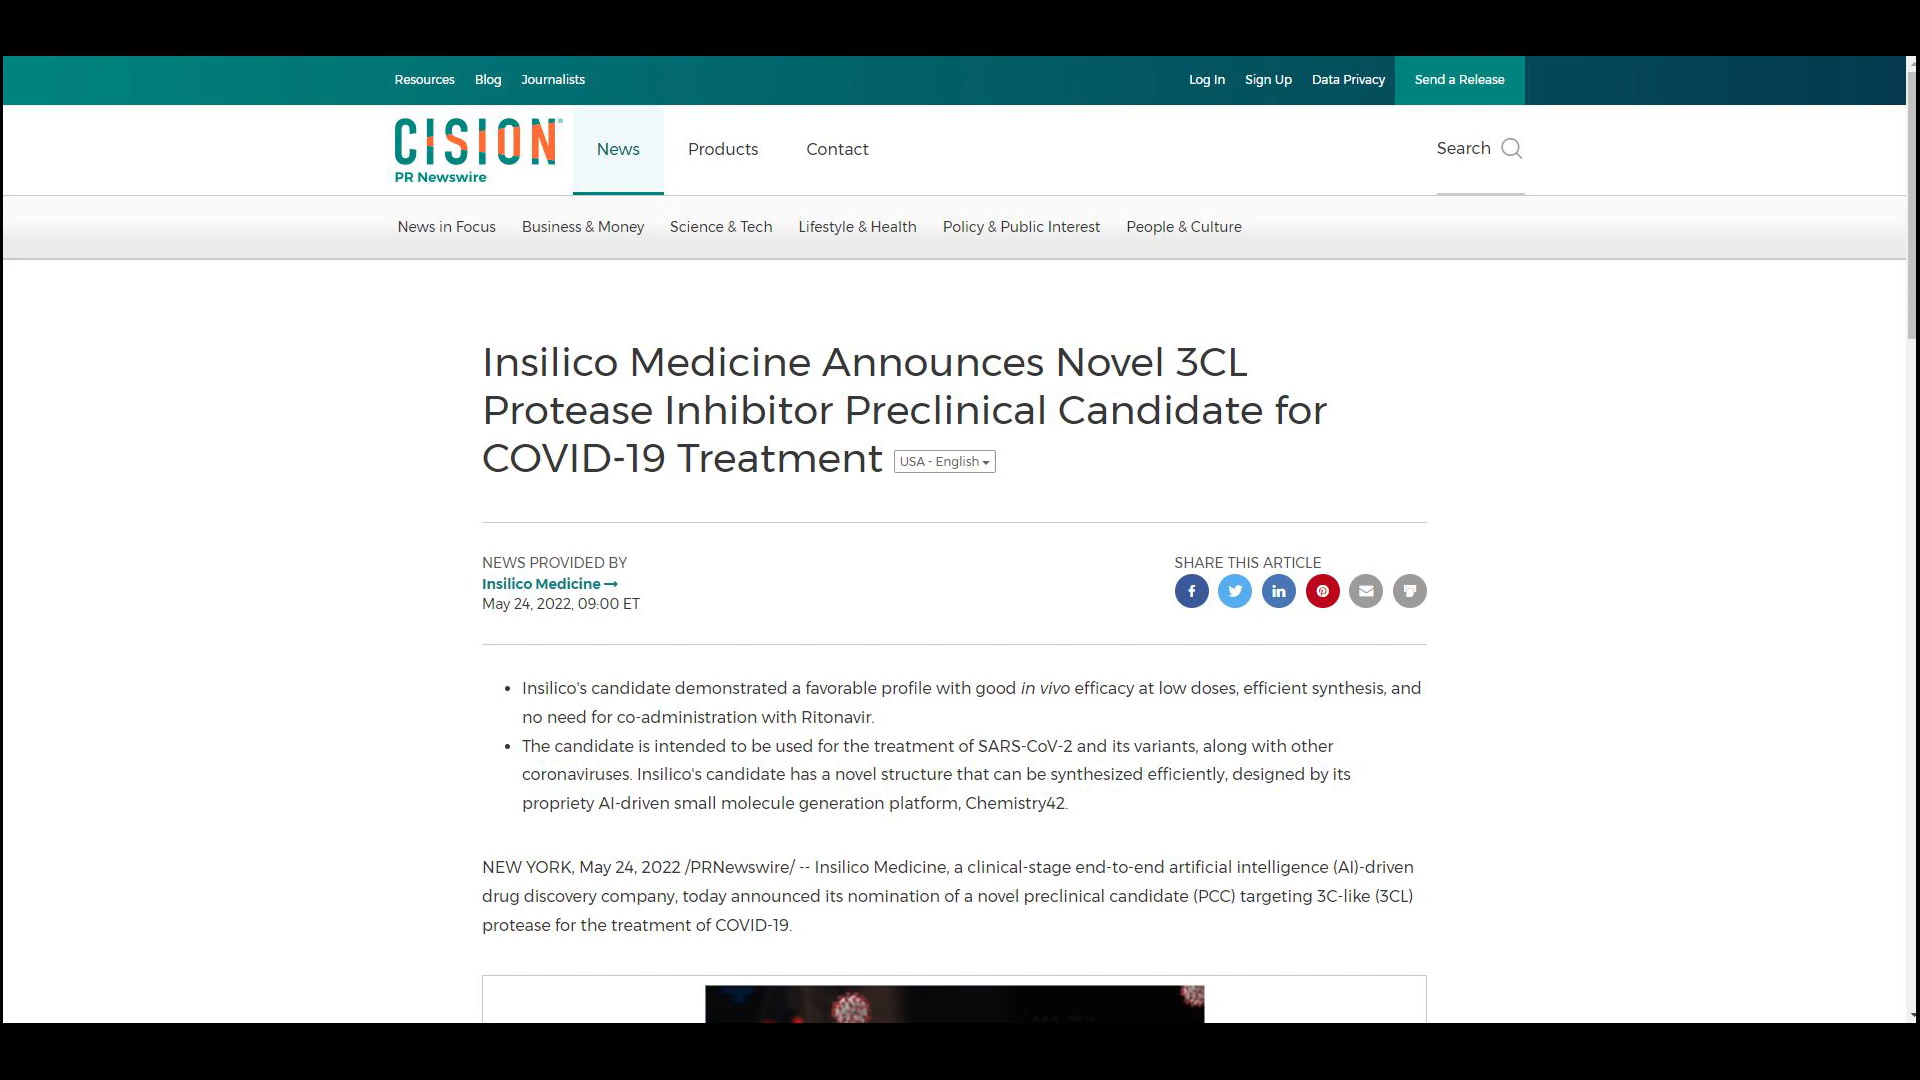 Resources Blog Journalists Log In Sign Up Data Privacy Send a Release
CISION
PR Newswire
News Products Contact Search
News in Focus Business & Money Science & Tech Lifestyle & Health Policy & Public Interest People & Culture
Insilico Medicine Announces Novel 3CL
Protease Inhibitor Preclinical Candidate for
COVID-19 Treatment USA - English
NEWS PROVIDED BY
Insilico Medicine
May 24, 2022, 09:00 ET
SHARE THIS ARTICLE
Insilico's candidate demonstrated a favorable profile with good in vivo efficacy at low doses, efficient synthesis, and
no need for co-administration with Ritonavir.
The candidate is intended to be used for the treatment of SARS-CoV-2 and its variants, along with other
coronaviruses. Insilico's candidate has a novel structure that can be synthesized efficiently, designed by its
propriety AI-driven small molecule generation platform, Chemistry42.
NEW YORK, May 24, 2022 /PRNewswire/ -- Insilico Medicine, a clinical-stage end-to-end artificial intelligence (AI)-driven
drug discovery company, today announced its nomination of a novel preclinical candidate (PCC) targeting 3C-like (3CL)
protease for the treatment of COVID-19.